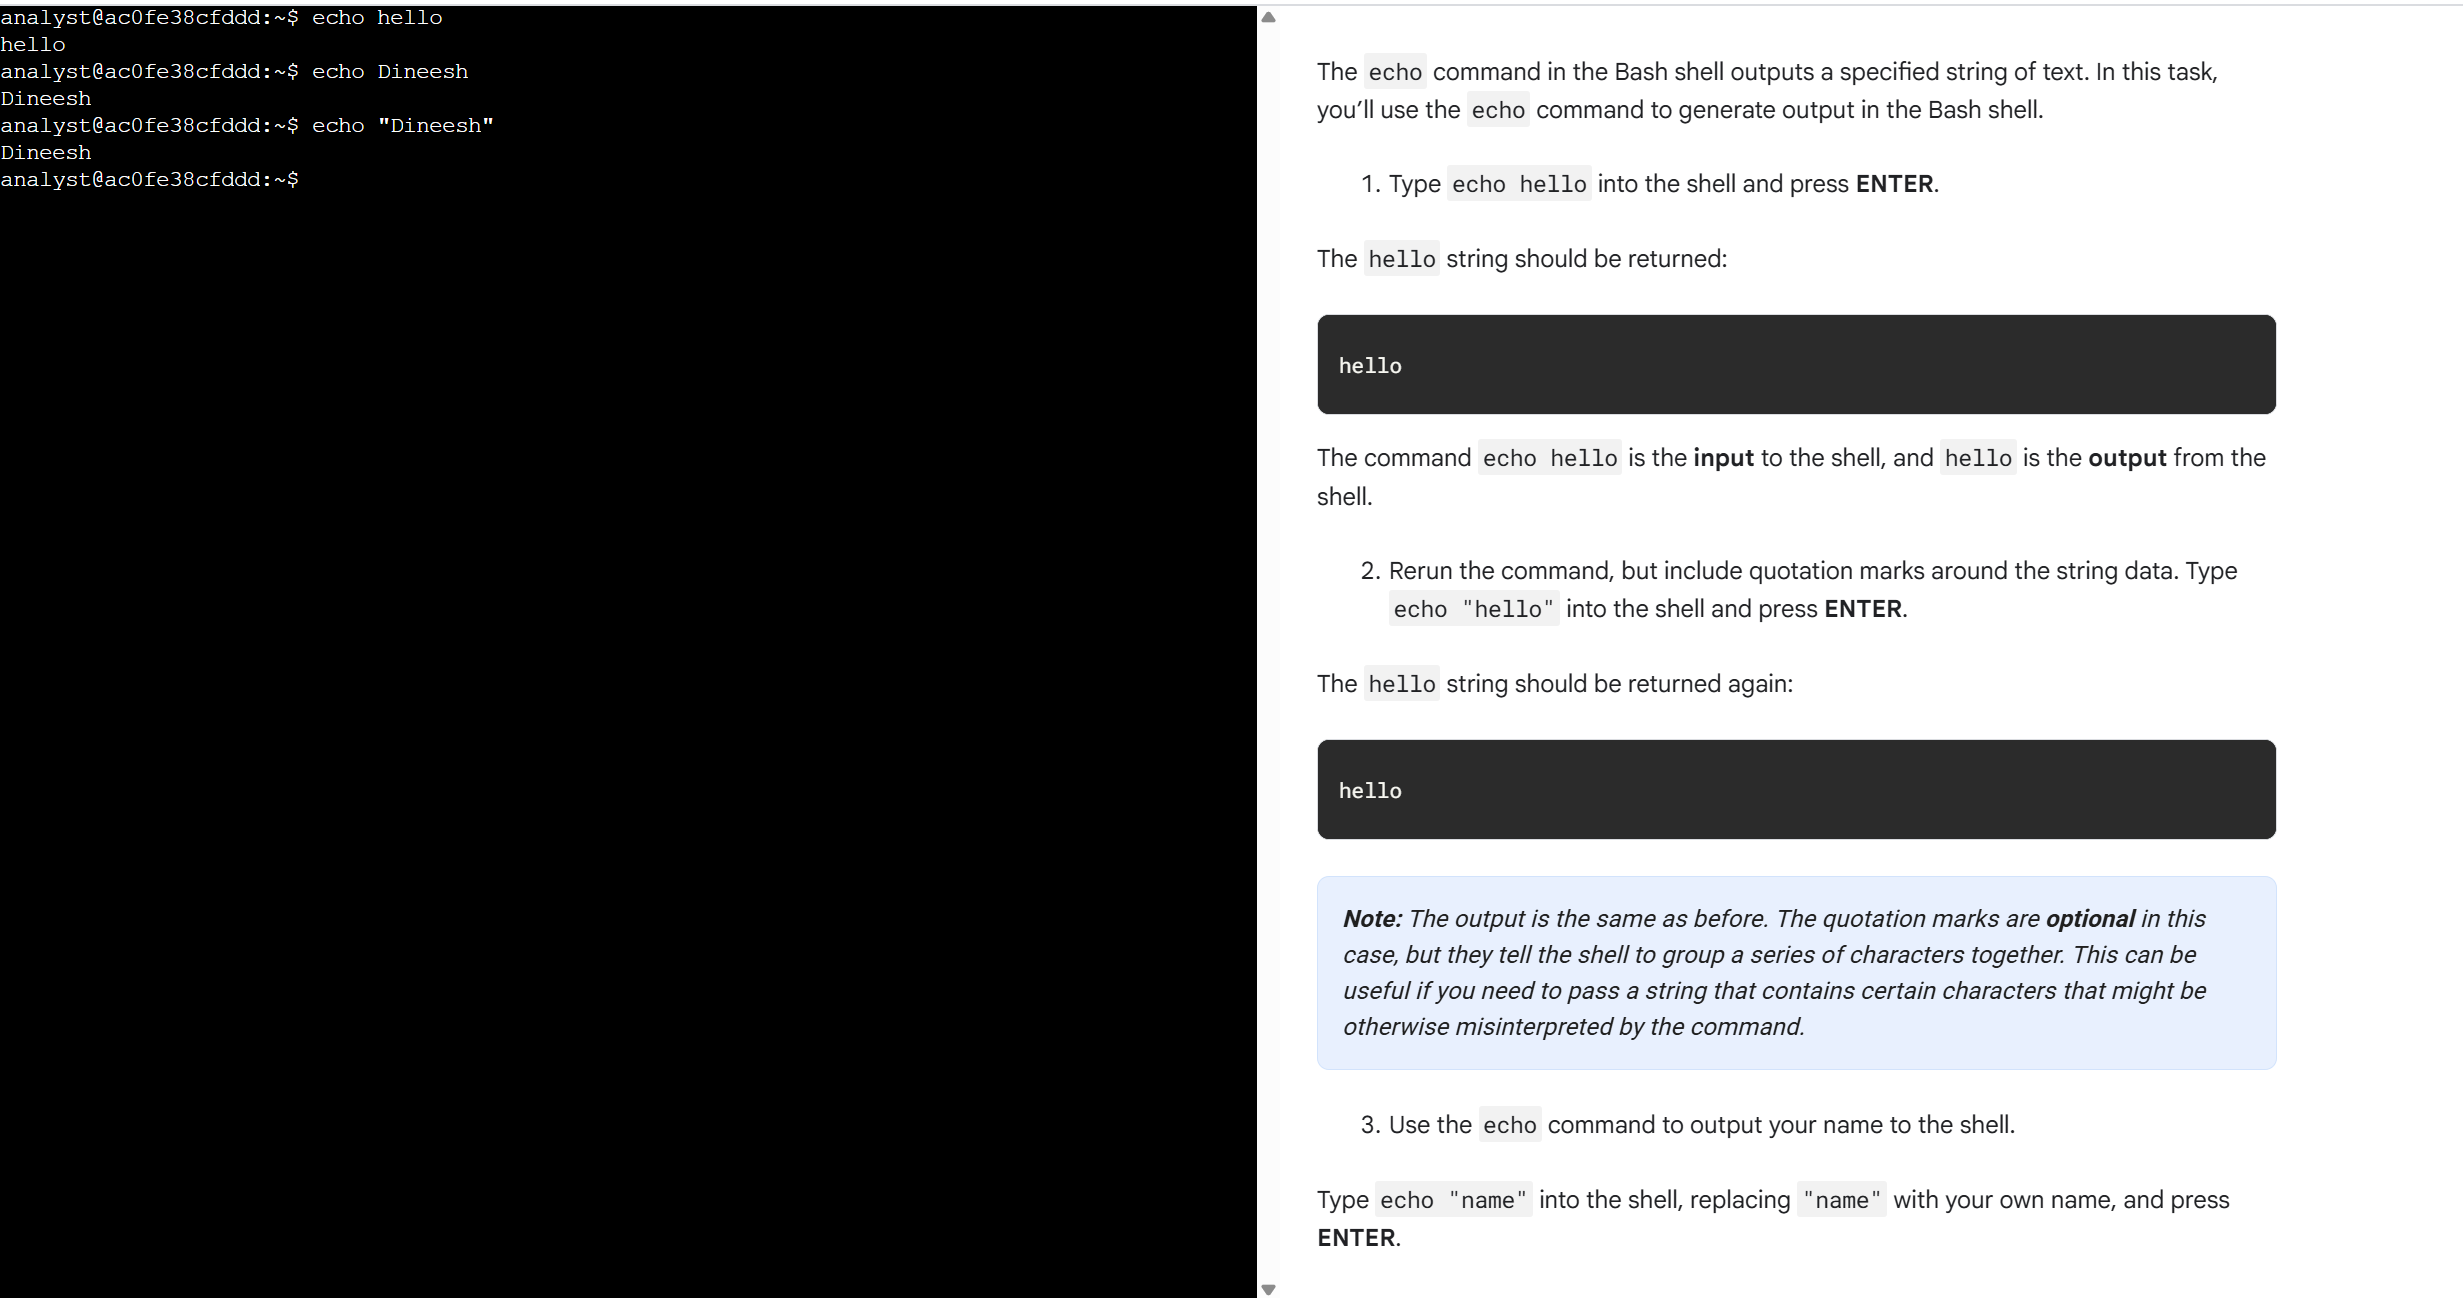 analyst@ac0fe38cfddd:~$ echo hello
hello
analyst@ac0fe38cfddd:~$ echo Dineesh
Dineesh
analyst@ac0fe38cfddd:~$ echo "Dineesh"
Dineesh
analyst@ac0fe38cfddd:~$
The echo command in the Bash shell outputs a specified string of text. In this task,
you’ll use the echo command to generate output in the Bash shell.
1. Type echo hello into the shell and press ENTER.
The hello string should be returned:
hello
The command echo hello is the input to the shell, and hello is the output from the
shell.
2. Rerun the command, but include quotation marks around the string data. Type
echo "hello" into the shell and press ENTER.
The hello string should be returned again:
hello
Note: The output is the same as before. The quotation marks are optional in this
case, but they tell the shell to group a series of characters together. This can be
useful if you need to pass a string that contains certain characters that might be
otherwise misinterpreted by the command.
3. Use the echo command to output your name to the shell.
Type echo "name" into the shell, replacing "name" with your own name, and press
ENTER.